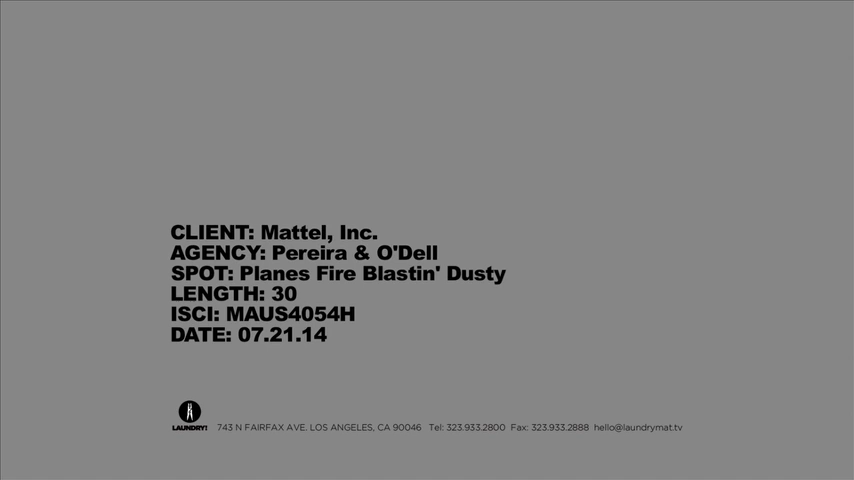 CLIENT: Mattel, Inc.
AGENCY: Pereira & O'Dell
SPOT: Planes Fire Blastin' Dusty
LENGTH: 30
ISCI: MAUS4054H
DATE: 07.21.14
LAUNDRY! 743 N FAIRFAX AVE. LOS ANGELES, CA 90046 Tel: 323.933.2800 Fax: 323.933.2888 hello@laundrymat.tv